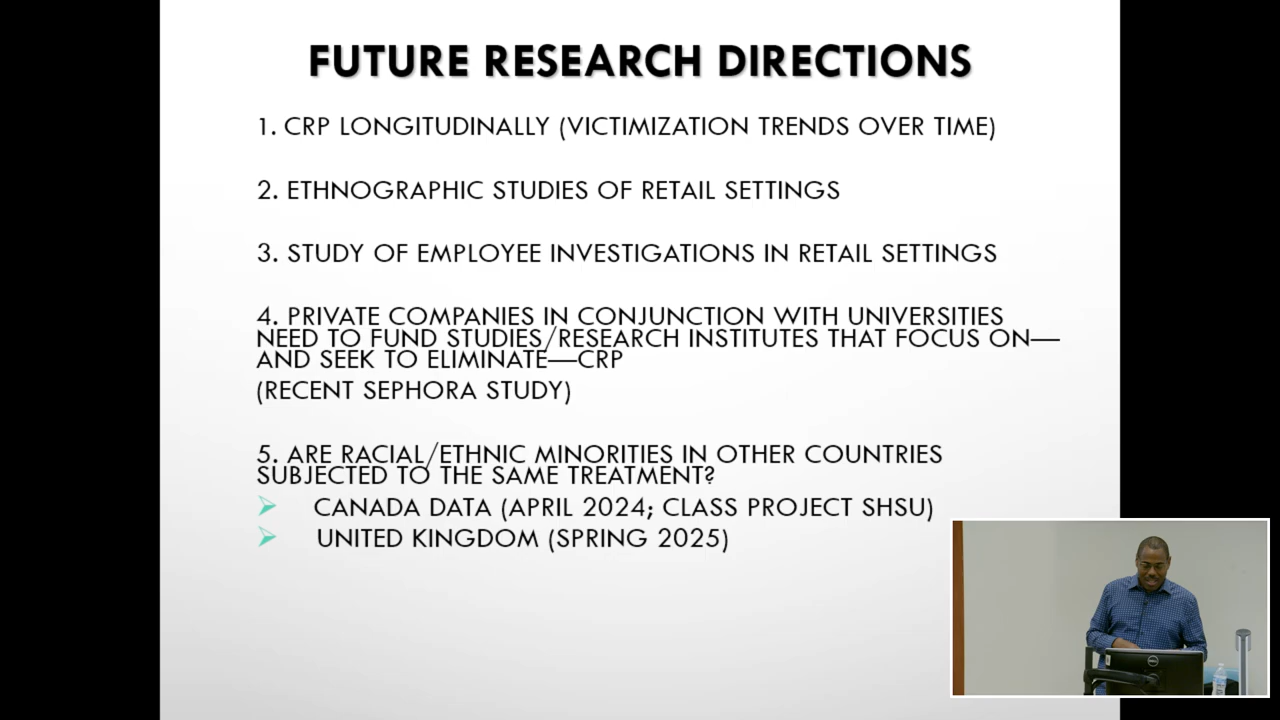 FUTURE RESEARCH DIRECTIONS
1. CRP LONGITUDINALLY (VICTIMIZATION TRENDS OVER TIME)
2. ETHNOGRAPHIC STUDIES OF RETAIL SETTINGS
3. STUDY OF EMPLOYEE INVESTIGATIONS IN RETAIL SETTINGS
4. PRIVATE COMPANIES IN CONJUNCTION WITH UNIVERSITIES
NEED TO FUND STUDIES/RESEARCH INSTITUTES THAT FOCUS ON—
AND SEEK TO ELIMINATE—CRP
(RECENT SEPHORA STUDY)
5. ARE RACIAL/ETHNIC MINORITIES IN OTHER COUNTRIES
SUBJECTED TO THE SAME TREATMENT?
CANADA DATA (APRIL 2024; CLASS PROJECT SHSU)
UNITED KINGDOM (SPRING 2025)
DELL